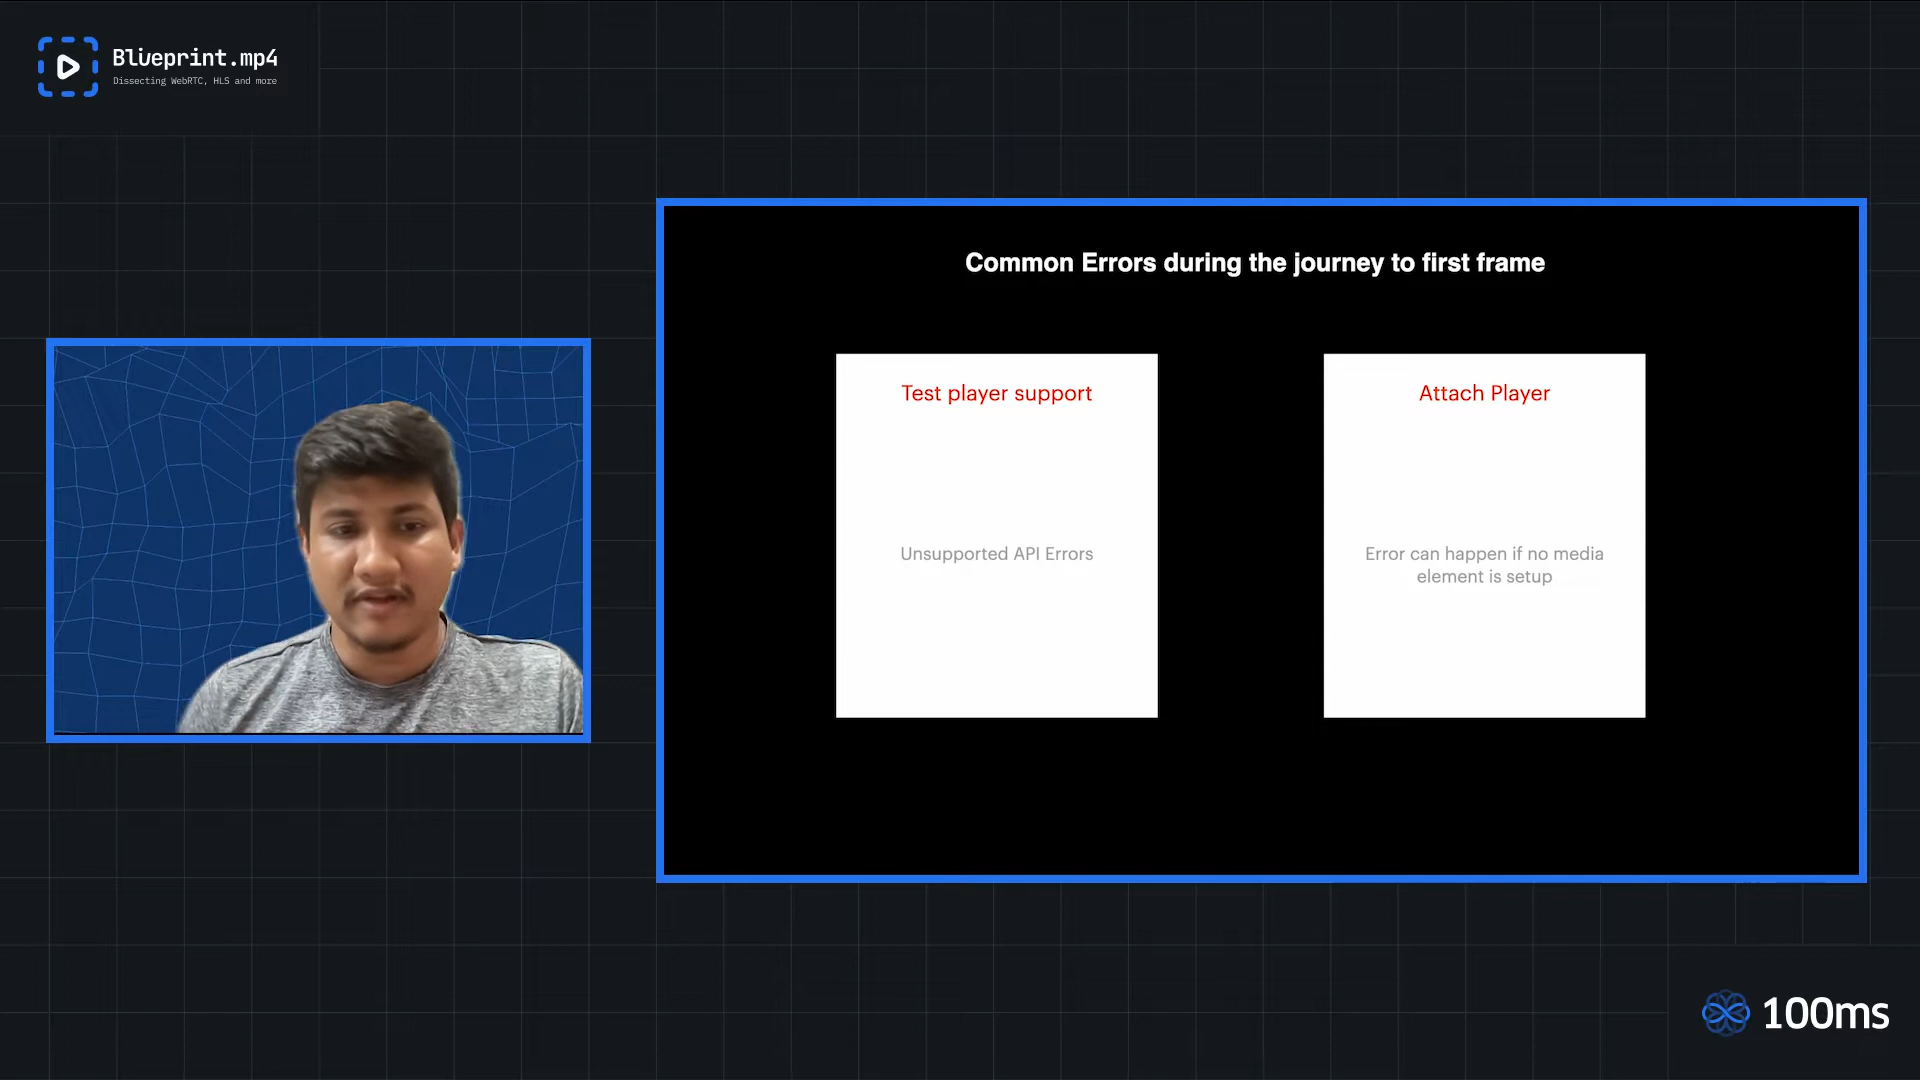 Blueprint.mp4
Dissecting WebRTC, HLS and more
Common Errors during the journey to first frame
Test player support
Unsupported API Errors
Attach Player
Error can happen if no media
element is setup
100ms